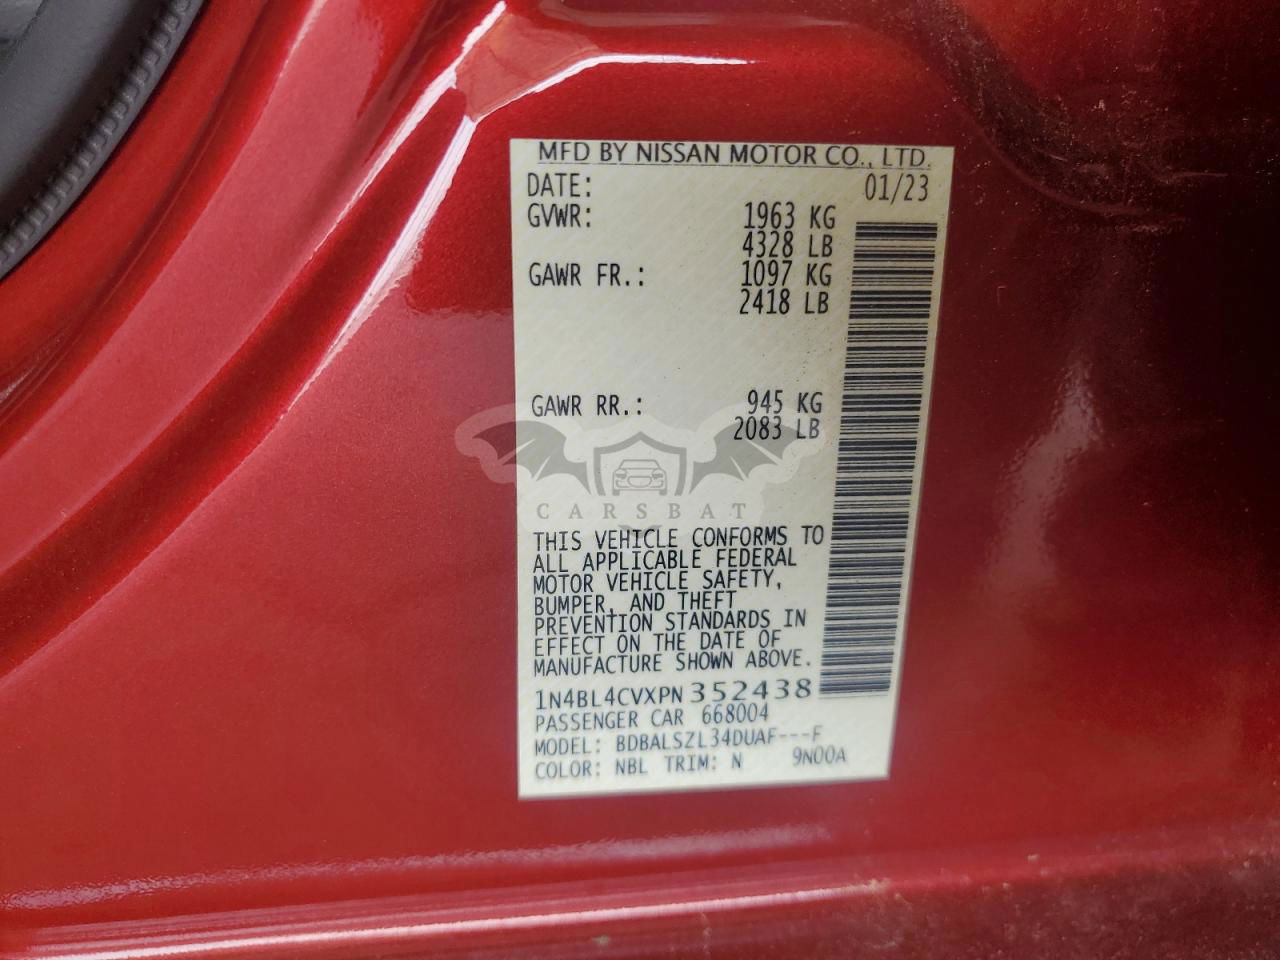 MFD BY NISSAN MOTOR CO., LTD.
DATE: 01/23
GVWR: 1963 KG
4328 LB
GAWR FR.: 1097 KG
2418 LB
GAWR RR.: 945 KG
2083 LB
CARSBAT
THIS VEHICLE CONFORMS TO
ALL APPLICABLE FEDERAL
MOTOR VEHICLE SAFETY,
BUMPER, AND THEFT
PREVENTION STANDARDS IN
EFFECT ON THE DATE OF
MANUFACTURE SHOWN ABOVE.
1N4BL4CVXPN352438
PASSENGER CAR 668004
MODEL: BDBALSZL34DUAF---F
COLOR: NBL TRIM: N 9N00A